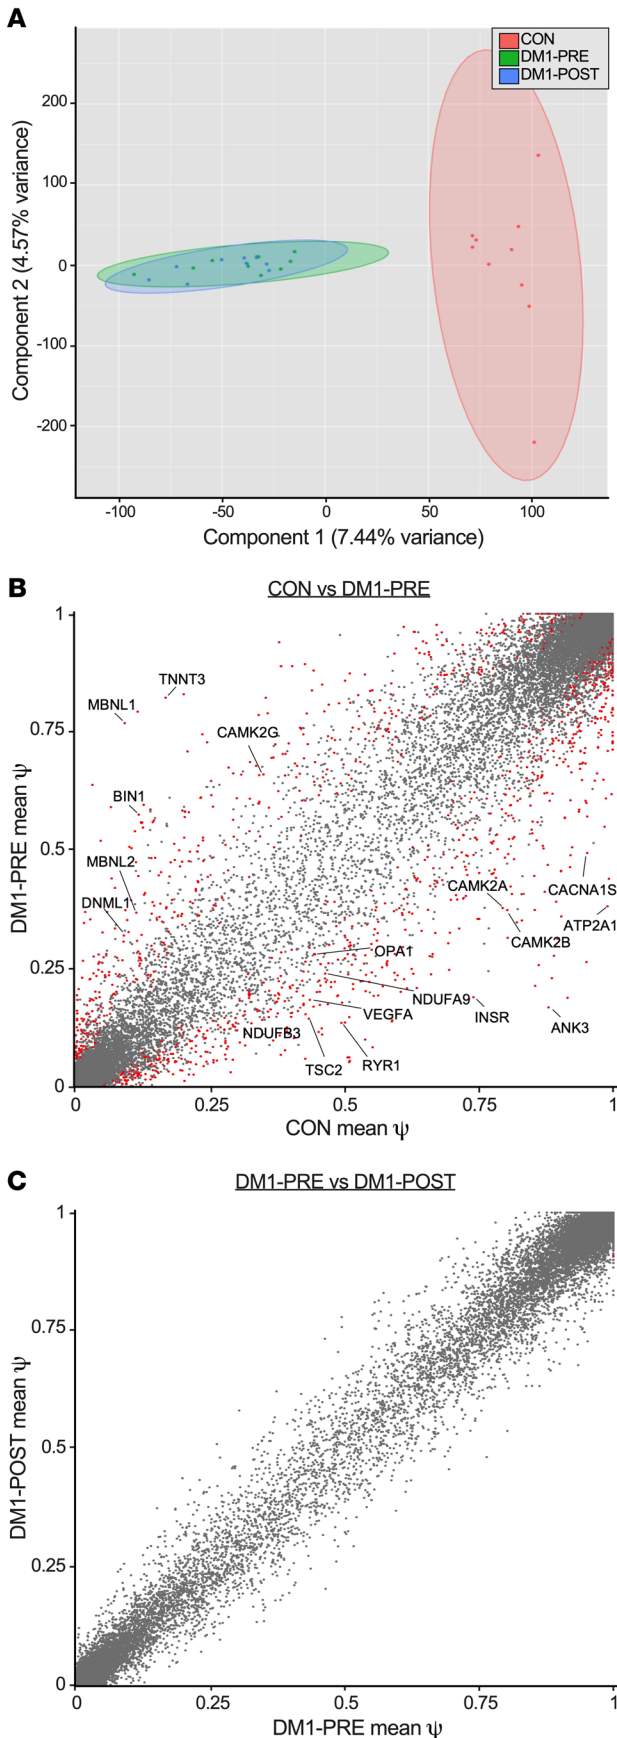 A
CON
DM1-PRE
DM1-POST
Component 2 (4.57% variance)
200
100
0
-100
-200
-100
-50
0
50
100
Component 1 (7.44% variance)
B
CON vs DM1-PRE
DM1-PRE mean ψ
1
0.75
0.5
0.25
0
TNNT3
MBNL1
CAMK2G
BIN1
MBNL2
DNML1
CAMK2A
CACNA1S
ATP2A1
CAMK2B
OPA1
NDUFA9
VEGFA
INSR
NDUFB3
ANK3
TSC2
RYR1
0
0.25
0.5
0.75
1
CON mean ψ
C
DM1-PRE vs DM1-POST
DM1-POST mean ψ
1
0.75
0.5
0.25
0
0
0.25
0.5
0.75
1
DM1-PRE mean ψ